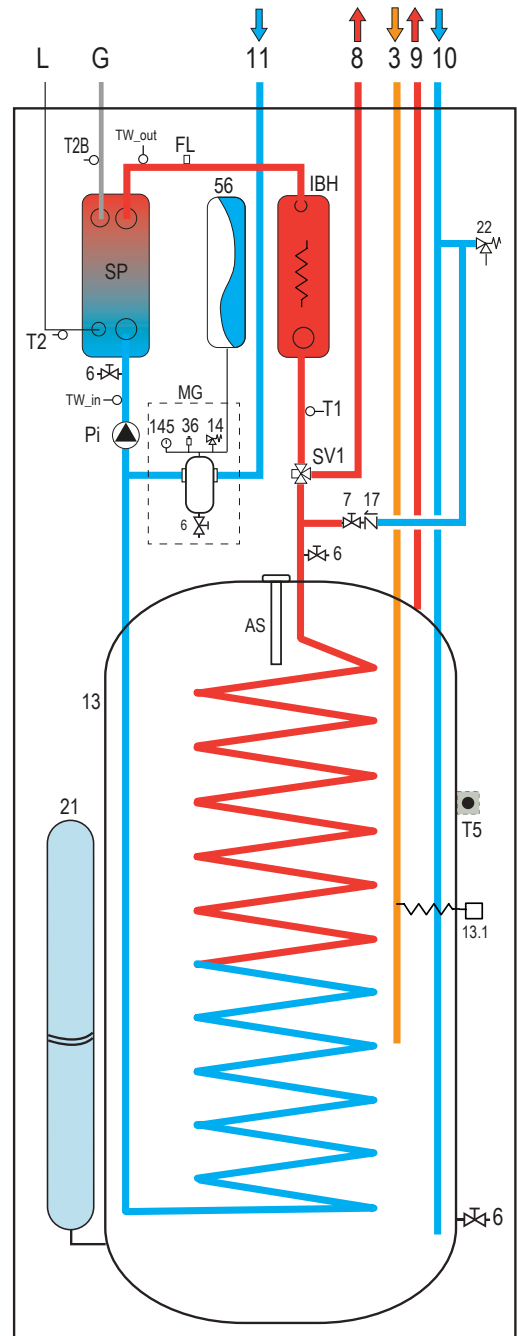 L G 11 8 3 9 10
T2B TW_out FL
56 IBH
22
SP
T2
6
MG
TW_in
145 36 14
T1
Pi
SV1
7 17
6
6
AS
13
21
T5
13.1
6